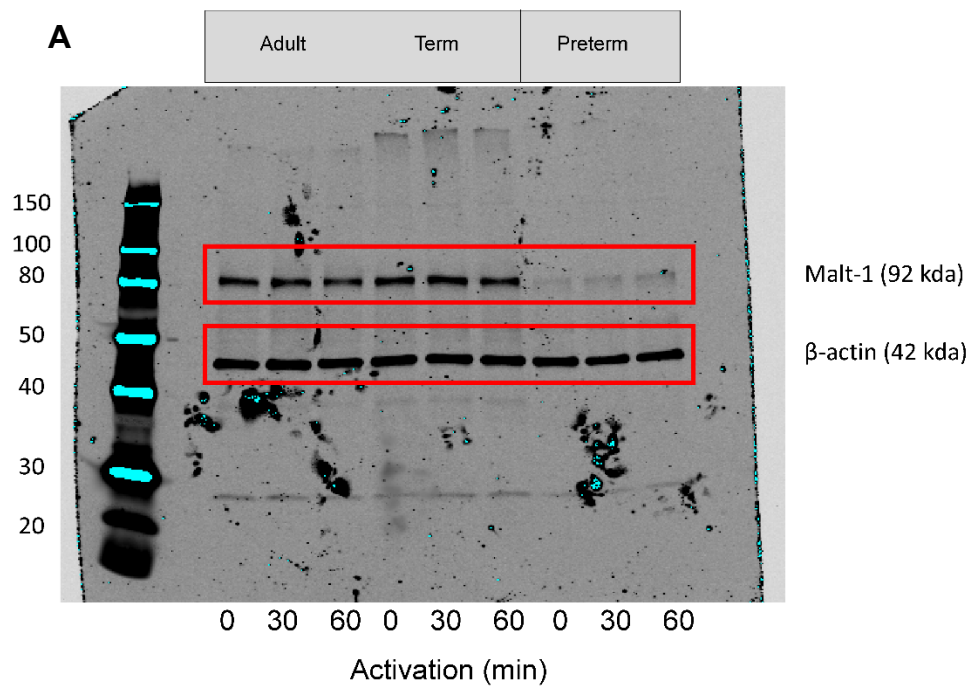 A
Adult Term Preterm
150
100
80
50
40
30
20
Malt-1 (92 kda)
β-actin (42 kda)
0 30 60 0 30 60 0 30 60
Activation (min)